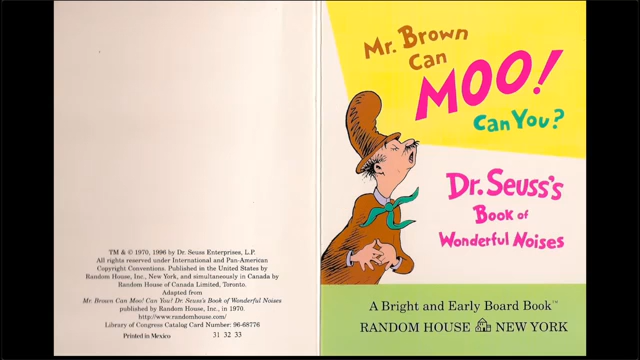 TM & © 1970, 1996 by Dr. Seuss Enterprises, L.P.
All rights reserved under International and Pan-American
Copyright Conventions. Published in the United States by
Random House, Inc., New York, and simultaneously in Canada by
Random House of Canada Limited, Toronto.
Adapted from
Mr. Brown Can Moo! Can You? Dr. Seuss's Book of Wonderful Noises
published by Random House, Inc., in 1970.
http://www.randomhouse.com/
Library of Congress Catalog Card Number: 96-68776
Printed in Mexico 31 32 33
Mr. Brown
Can
MOO!
Can You?
Dr. Seuss's
Book of
Wonderful Noises
A Bright and Early Board Book™
RANDOM HOUSE NEW YORK